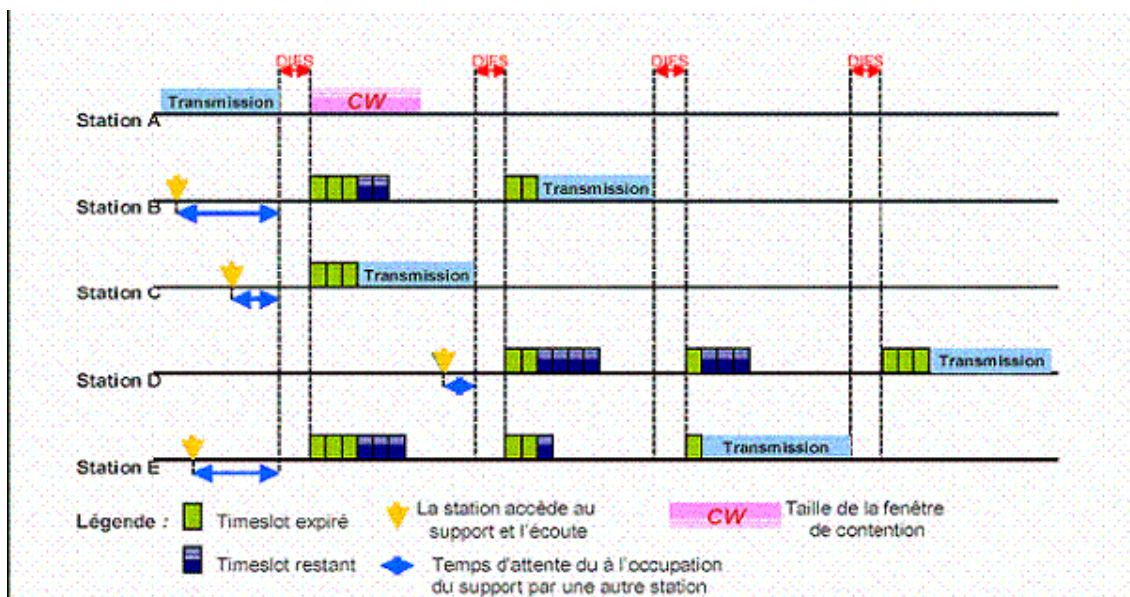 DIFS DIFS DIFS DIFS
Transmission CW
Station A
Transmission
Station B
Transmission
Station C
Transmission
Station D
Transmission
Station E
Légende : Timeslot expiré La station accède au support et l'écoute CW Taille de la fenêtre de contention
Timeslot restant Temps d'attente du à l'occupation du support par une autre station